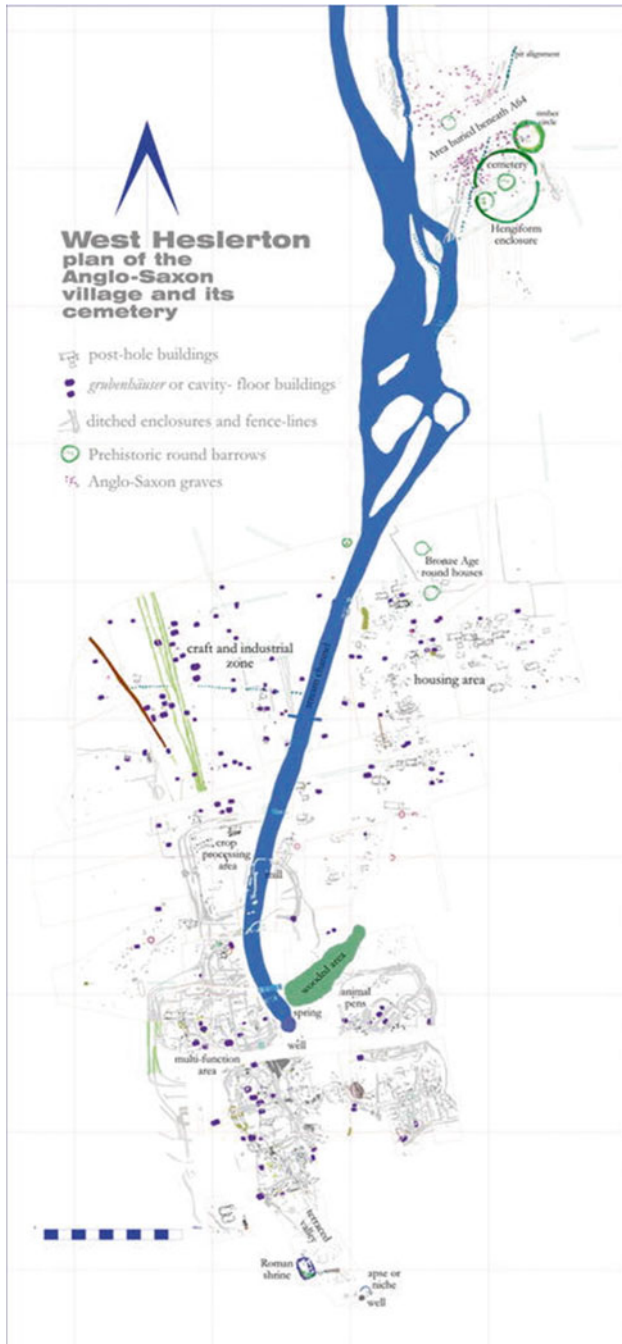 pit alignment
Area buried beneath A64
timber
circle
cemetery
Hengiform
enclosure
West Heslerton
plan of the
Anglo-Saxon
village and its
cemetery
post-hole buildings
grubenhäuser or cavity- floor buildings
ditched enclosures and fence-lines
Prehistoric round barrows
Anglo-Saxon graves
Bronze Age
round houses
craft and industrial
zone
stream channel
housing area
crop
processing
area
mill
wooded area
animal
pens
spring
well
multi-function
area
terraced
valley
Roman
shrine
apse or
niche
well